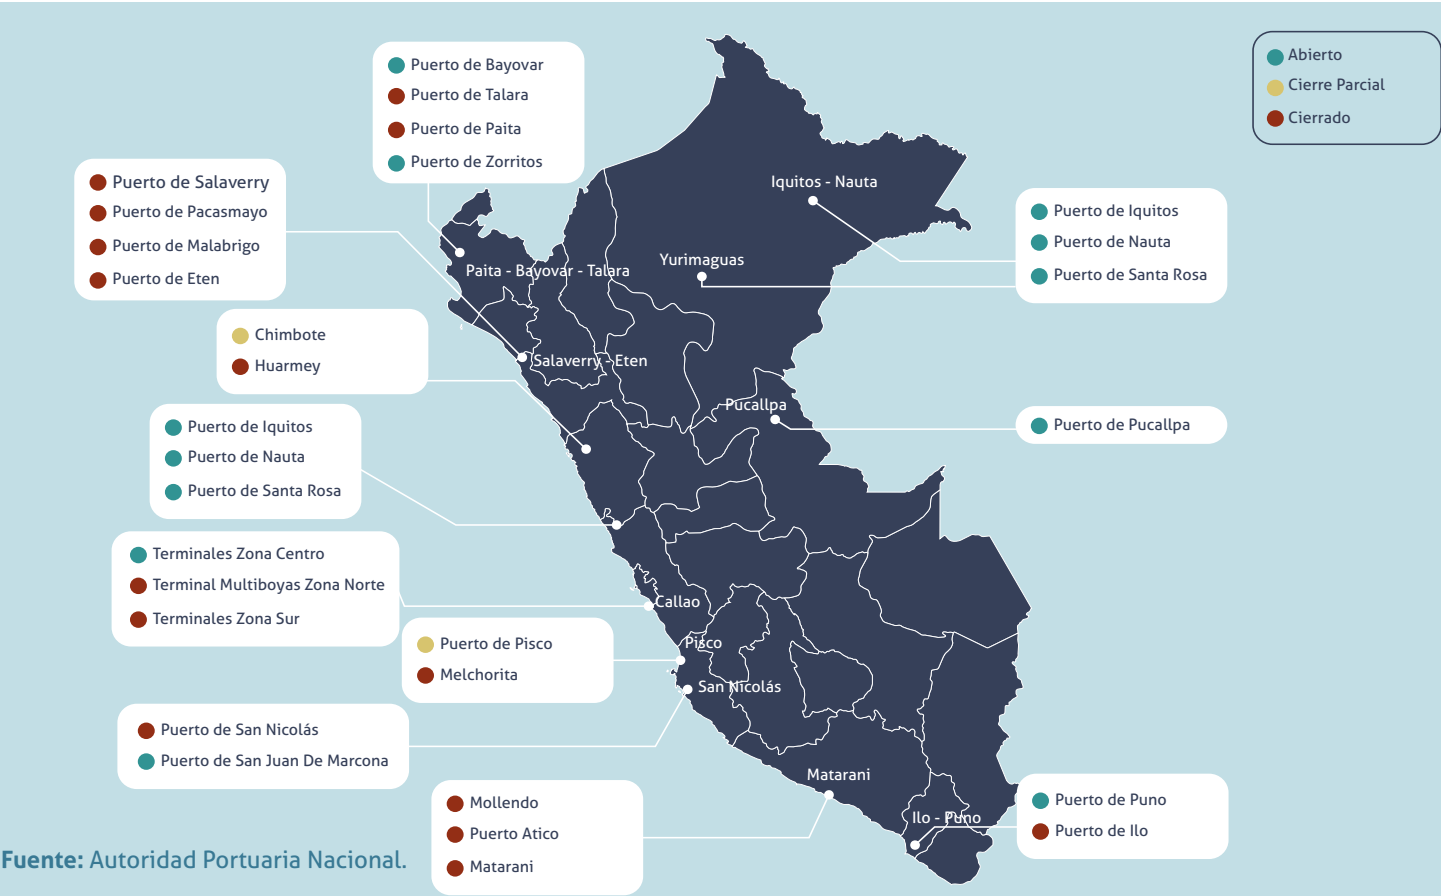 Abierto
Cierre Parcial
Cerrado
Puerto de Bayovar
Puerto de Talara
Puerto de Paita
Puerto de Zorritos
Puerto de Salaverry
Puerto de Pacasmayo
Puerto de Malabrigo
Puerto de Eten
Chimbote
Huarmey
Puerto de Iquitos
Puerto de Nauta
Puerto de Santa Rosa
Terminales Zona Centro
Terminal Multiboyas Zona Norte
Terminales Zona Sur
Puerto de Pisco
Melchorita
Puerto de San Nicolás
Puerto de San Juan De Marcona
Mollendo
Puerto Atico
Matarani
Iquitos - Nauta
Yurimaguas
Paita - Bayovar - Talara
Salaverry - Eten
Pucallpa
Callao
Pisco
San Nicolás
Matarani
Ilo - Puno
Puerto de Iquitos
Puerto de Nauta
Puerto de Santa Rosa
Puerto de Pucallpa
Puerto de Puno
Puerto de Ilo
Fuente: Autoridad Portuaria Nacional.